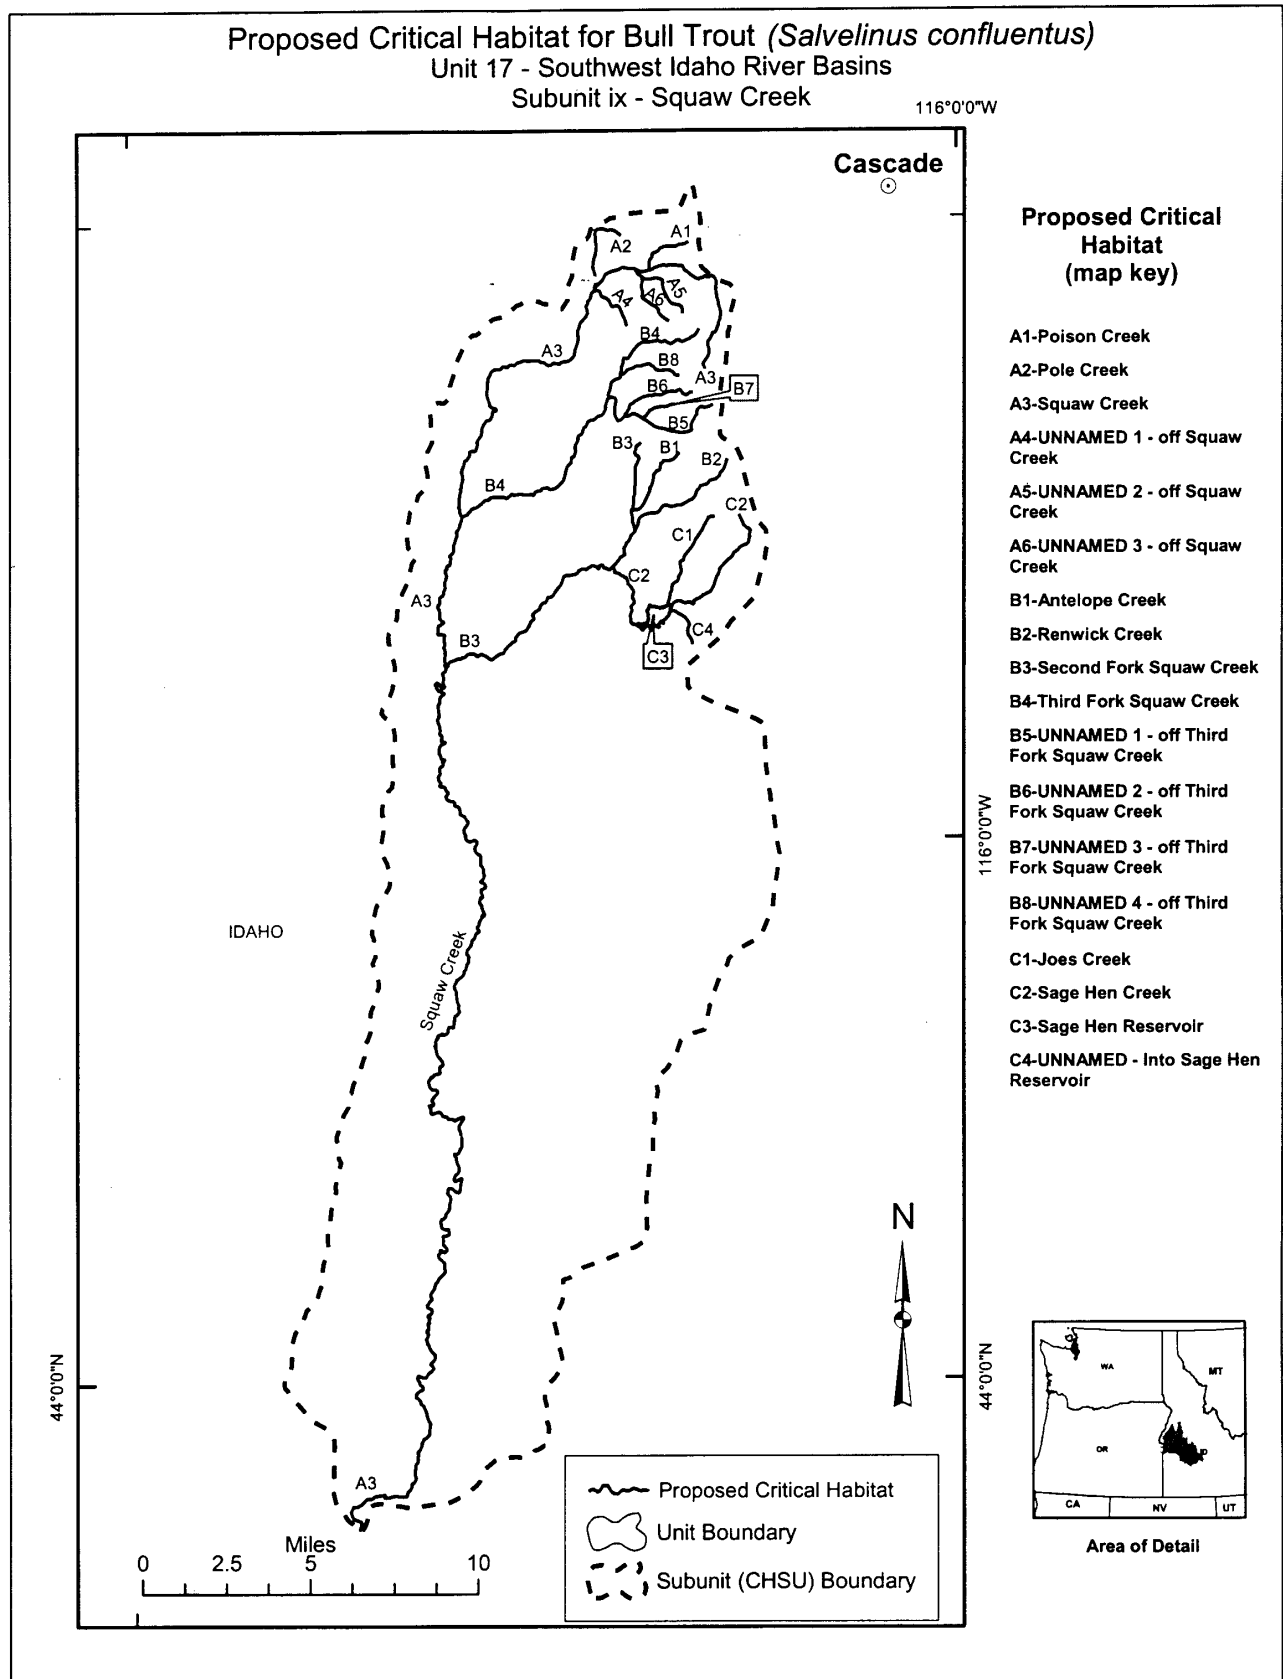 Proposed Critical Habitat for Bull Trout (Salvelinus confluentus)
Unit 17 - Southwest Idaho River Basins
Subunit ix - Squaw Creek
116°0'0"W
Cascade
A1
A2
A5
A6
A4
B4
A3
B8
A3
B7
B6
B5
B3
B1
B2
B4
C2
C1
C2
A3
C4
B3
C3
116°0'0"W
IDAHO
Squaw Creek
N
44°0'0"N
44°0'0"N
A3
Miles
0 2.5 5 10
Proposed Critical Habitat
Unit Boundary
Subunit (CHSU) Boundary
Proposed Critical
Habitat
(map key)
A1-Poison Creek
A2-Pole Creek
A3-Squaw Creek
A4-UNNAMED 1 - off Squaw
Creek
A5-UNNAMED 2 - off Squaw
Creek
A6-UNNAMED 3 - off Squaw
Creek
B1-Antelope Creek
B2-Renwick Creek
B3-Second Fork Squaw Creek
B4-Third Fork Squaw Creek
B5-UNNAMED 1 - off Third
Fork Squaw Creek
B6-UNNAMED 2 - off Third
Fork Squaw Creek
B7-UNNAMED 3 - off Third
Fork Squaw Creek
B8-UNNAMED 4 - off Third
Fork Squaw Creek
C1-Joes Creek
C2-Sage Hen Creek
C3-Sage Hen Reservoir
C4-UNNAMED - Into Sage Hen
Reservoir
WA
MT
OR
ID
CA
NV
UT
Area of Detail